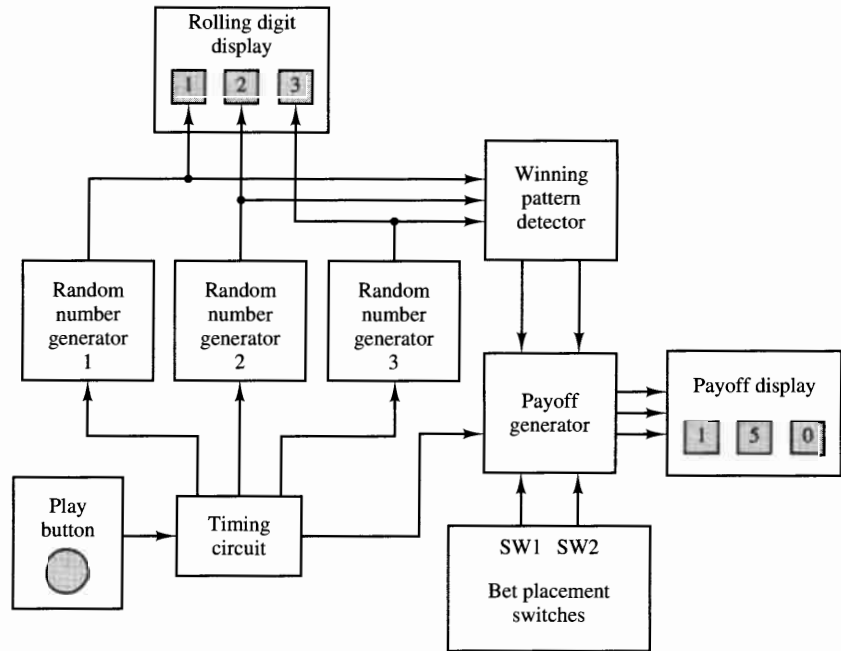 Rolling digit
display
1 2 3
Winning
pattern
detector
Random
number
generator
1
Random
number
generator
2
Random
number
generator
3
Payoff
generator
Payoff display
1 5 0
Play
button
Timing
circuit
SW1 SW2
Bet placement
switches